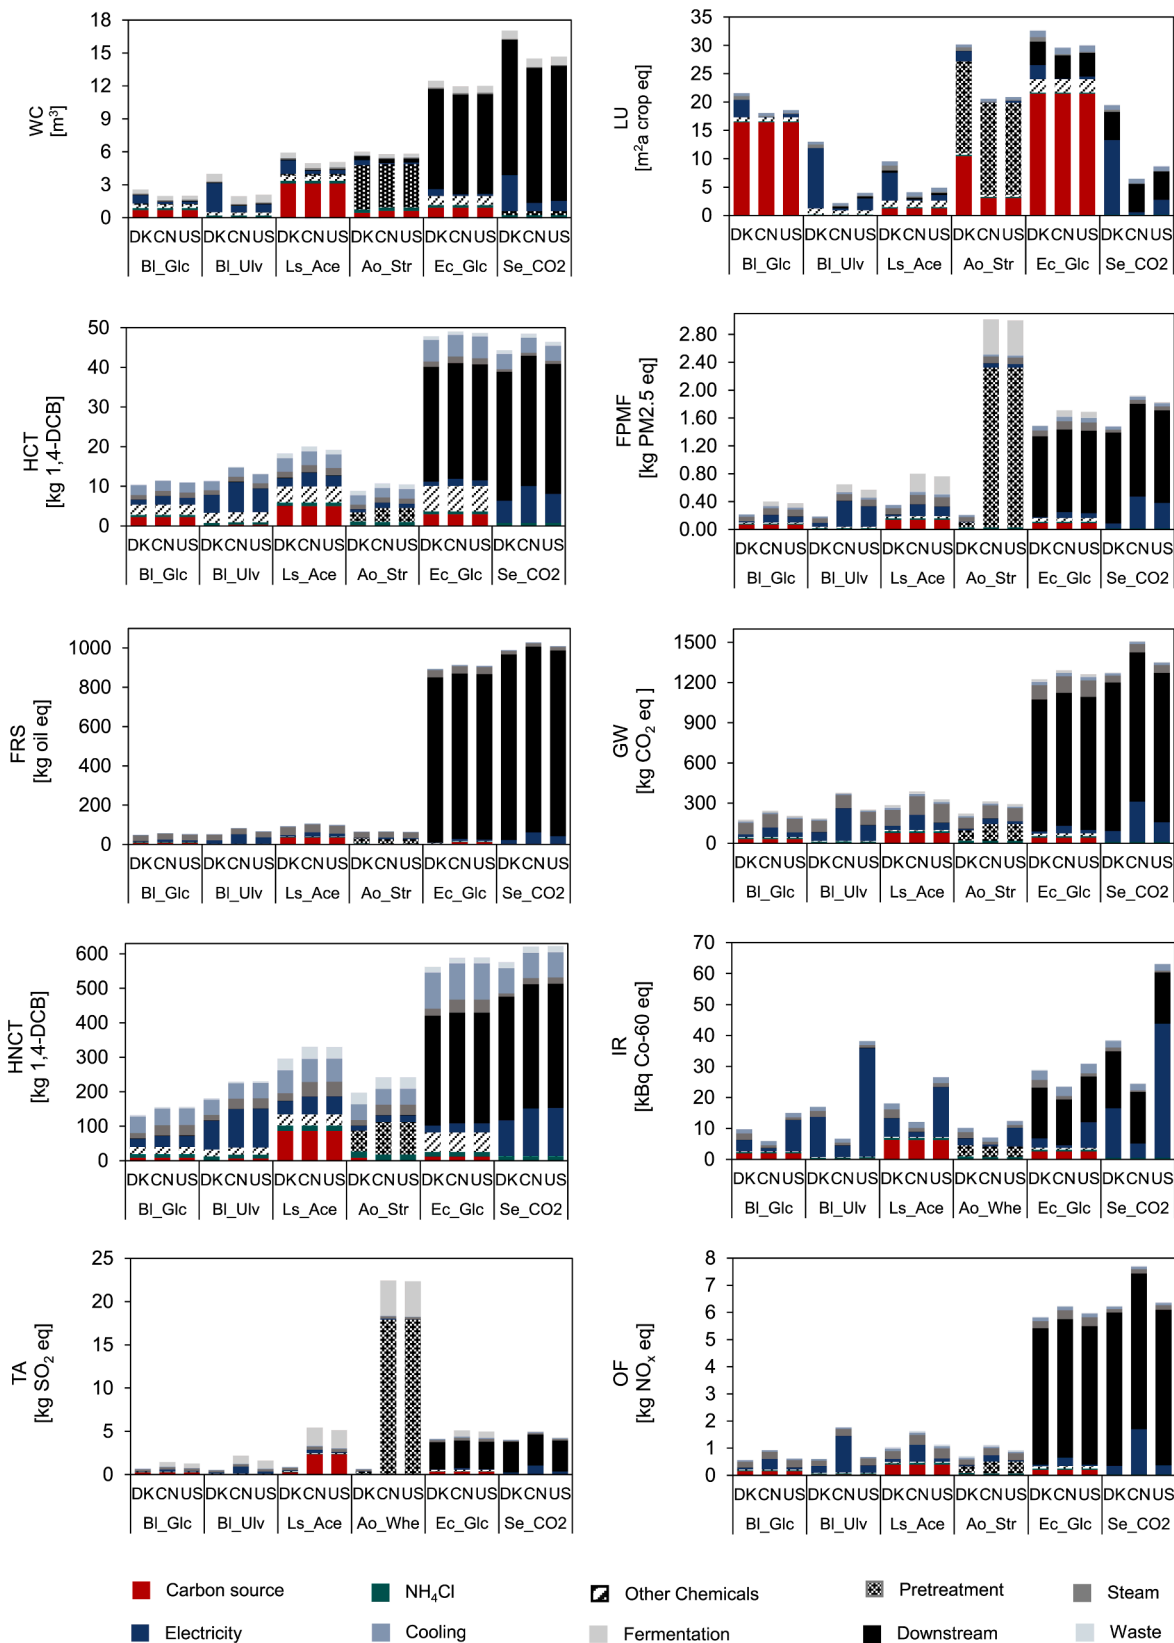 WC
[m³]
18
15
12
9
6
3
0
DK CN US DK CN US DK CN US DK CN US DK CN US DK CN US
Bl_Glc Bl_Ulv Ls_Ace Ao_Str Ec_Glc Se_CO2
LU
[m²a crop eq]
35
30
25
20
15
10
5
0
DK CN US DK CN US DK CN US DK CN US DK CN US DK CN US
Bl_Glc Bl_Ulv Ls_Ace Ao_Str Ec_Glc Se_CO2
HCT
[kg 1,4-DCB]
50
40
30
20
10
0
DK CN US DK CN US DK CN US DK CN US DK CN US DK CN US
Bl_Glc Bl_Ulv Ls_Ace Ao_Str Ec_Glc Se_CO2
FPMF
[kg PM2.5 eq]
2.80
2.40
2.00
1.60
1.20
0.80
0.40
0.00
DK CN US DK CN US DK CN US DK CN US DK CN US DK CN US
Bl_Glc Bl_Ulv Ls_Ace Ao_Str Ec_Glc Se_CO2
FRS
[kg oil eq]
1000
800
600
400
200
0
DK CN US DK CN US DK CN US DK CN US DK CN US DK CN US
Bl_Glc Bl_Ulv Ls_Ace Ao_Str Ec_Glc Se_CO2
GW
[kg CO₂ eq ]
1500
1200
900
600
300
0
DK CN US DK CN US DK CN US DK CN US DK CN US DK CN US
Bl_Glc Bl_Ulv Ls_Ace Ao_Str Ec_Glc Se_CO2
HNCT
[kg 1,4-DCB]
600
500
400
300
200
100
0
DK CN US DK CN US DK CN US DK CN US DK CN US DK CN US
Bl_Glc Bl_Ulv Ls_Ace Ao_Str Ec_Glc Se_CO2
IR
[kBq Co-60 eq]
70
60
50
40
30
20
10
0
DK CN US DK CN US DK CN US DK CN US DK CN US DK CN US
Bl_Glc Bl_Ulv Ls_Ace Ao_Whe Ec_Glc Se_CO2
TA
[kg SO₂ eq]
25
20
15
10
5
0
DK CN US DK CN US DK CN US DK CN US DK CN US DK CN US
Bl_Glc Bl_Ulv Ls_Ace Ao_Whe Ec_Glc Se_CO2
OF
[kg NOₓ eq]
8
7
6
5
4
3
2
1
0
DK CN US DK CN US DK CN US DK CN US DK CN US DK CN US
Bl_Glc Bl_Ulv Ls_Ace Ao_Str Ec_Glc Se_CO2
Carbon source NH₄Cl Other Chemicals Pretreatment Steam
Electricity Cooling Fermentation Downstream Waste